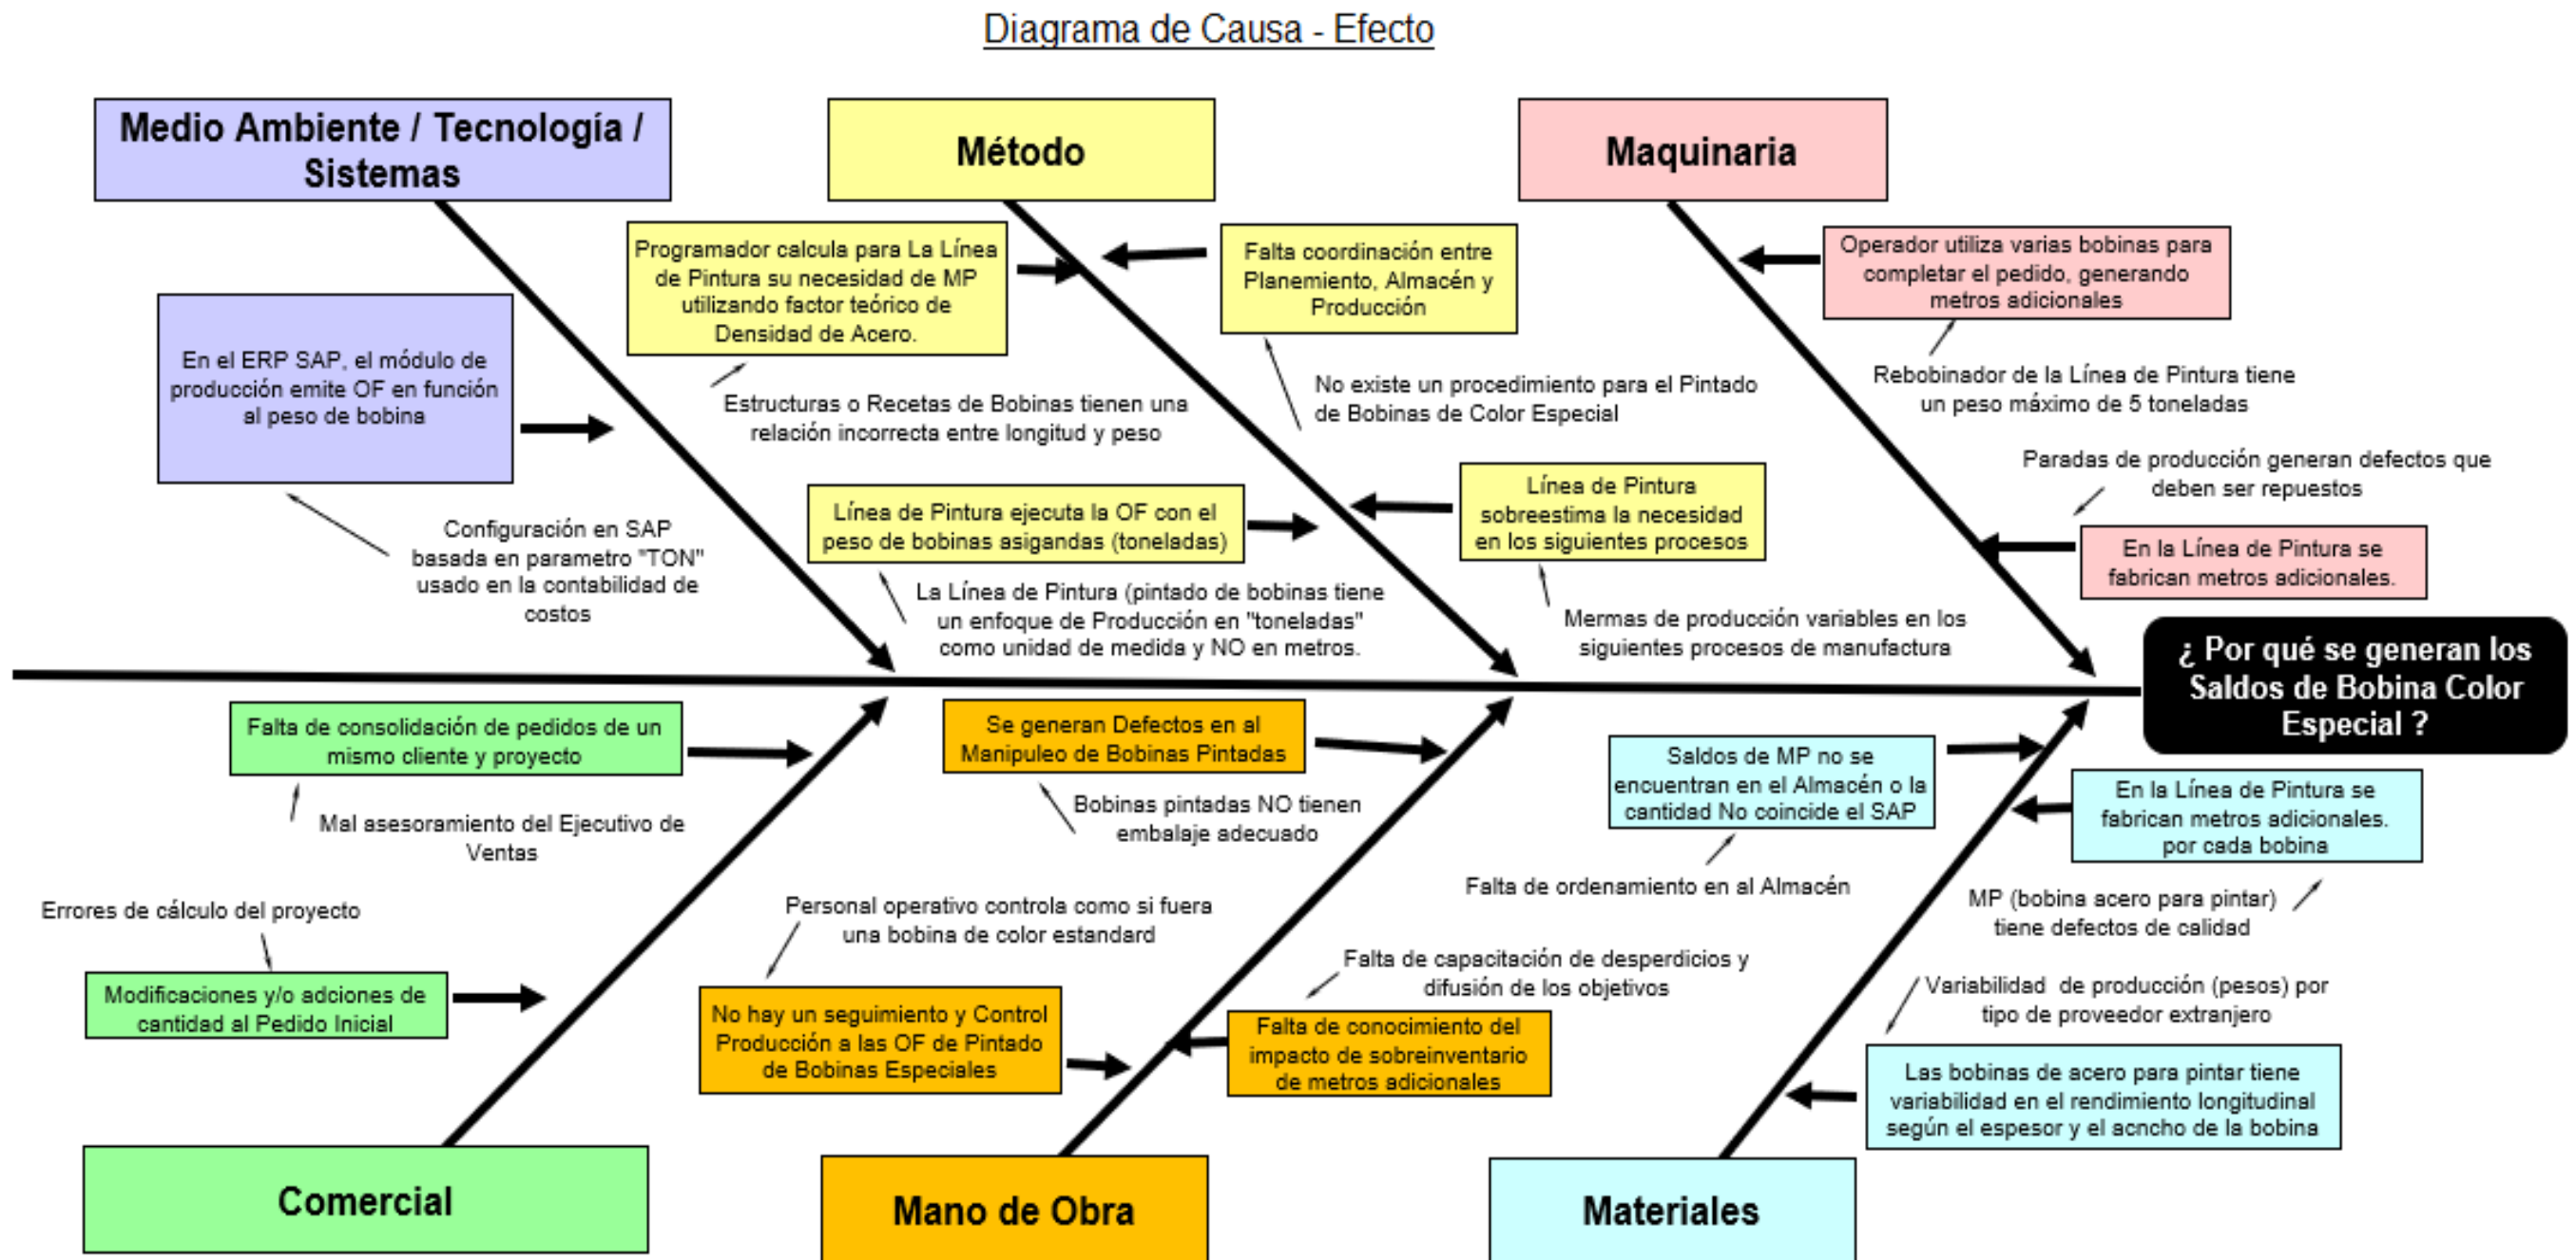 Diagrama de Causa - Efecto
Medio Ambiente / Tecnología /
Sistemas
Método
Maquinaria
Programador calcula para La Línea
de Pintura su necesidad de MP
utilizando factor teórico de
Densidad de Acero.
Falta coordinación entre
Planemiento, Almacén y
Producción
Operador utiliza varias bobinas para
completar el pedido, generando
metros adicionales
En el ERP SAP, el módulo de
producción emite OF en función
al peso de bobina
Estructuras o Recetas de Bobinas tienen una
relación incorrecta entre longitud y peso
No existe un procedimiento para el Pintado
de Bobinas de Color Especial
Rebobinador de la Línea de Pintura tiene
un peso máximo de 5 toneladas
Paradas de producción generan defectos que
deben ser repuestos
Configuración en SAP
basada en parametro "TON"
usado en la contabilidad de
costos
Línea de Pintura ejecuta la OF con el
peso de bobinas asigandas (toneladas)
Línea de Pintura
sobreestima la necesidad
en los siguientes procesos
En la Línea de Pintura se
fabrican metros adicionales.
La Línea de Pintura (pintado de bobinas tiene
un enfoque de Producción en "toneladas"
como unidad de medida y NO en metros.
Mermas de producción variables en los
siguientes procesos de manufactura
¿ Por qué se generan los
Saldos de Bobina Color
Especial ?
Falta de consolidación de pedidos de un
mismo cliente y proyecto
Se generan Defectos en al
Manipuleo de Bobinas Pintadas
Saldos de MP no se
encuentran en el Almacén o la
cantidad No coincide el SAP
En la Línea de Pintura se
fabrican metros adicionales.
por cada bobina
Mal asesoramiento del Ejecutivo de
Ventas
Bobinas pintadas NO tienen
embalaje adecuado
Falta de ordenamiento en al Almacén
MP (bobina acero para pintar)
tiene defectos de calidad
Errores de cálculo del proyecto
Personal operativo controla como si fuera
una bobina de color estandard
Falta de capacitación de desperdicios y
difusión de los objetivos
Variabilidad de producción (pesos) por
tipo de proveedor extranjero
Modificaciones y/o adciones de
cantidad al Pedido Inicial
No hay un seguimiento y Control
Producción a las OF de Pintado
de Bobinas Especiales
Falta de conocimiento del
impacto de sobreinventario
de metros adicionales
Las bobinas de acero para pintar tiene
variabilidad en el rendimiento longitudinal
según el espesor y el acncho de la bobina
Comercial
Mano de Obra
Materiales